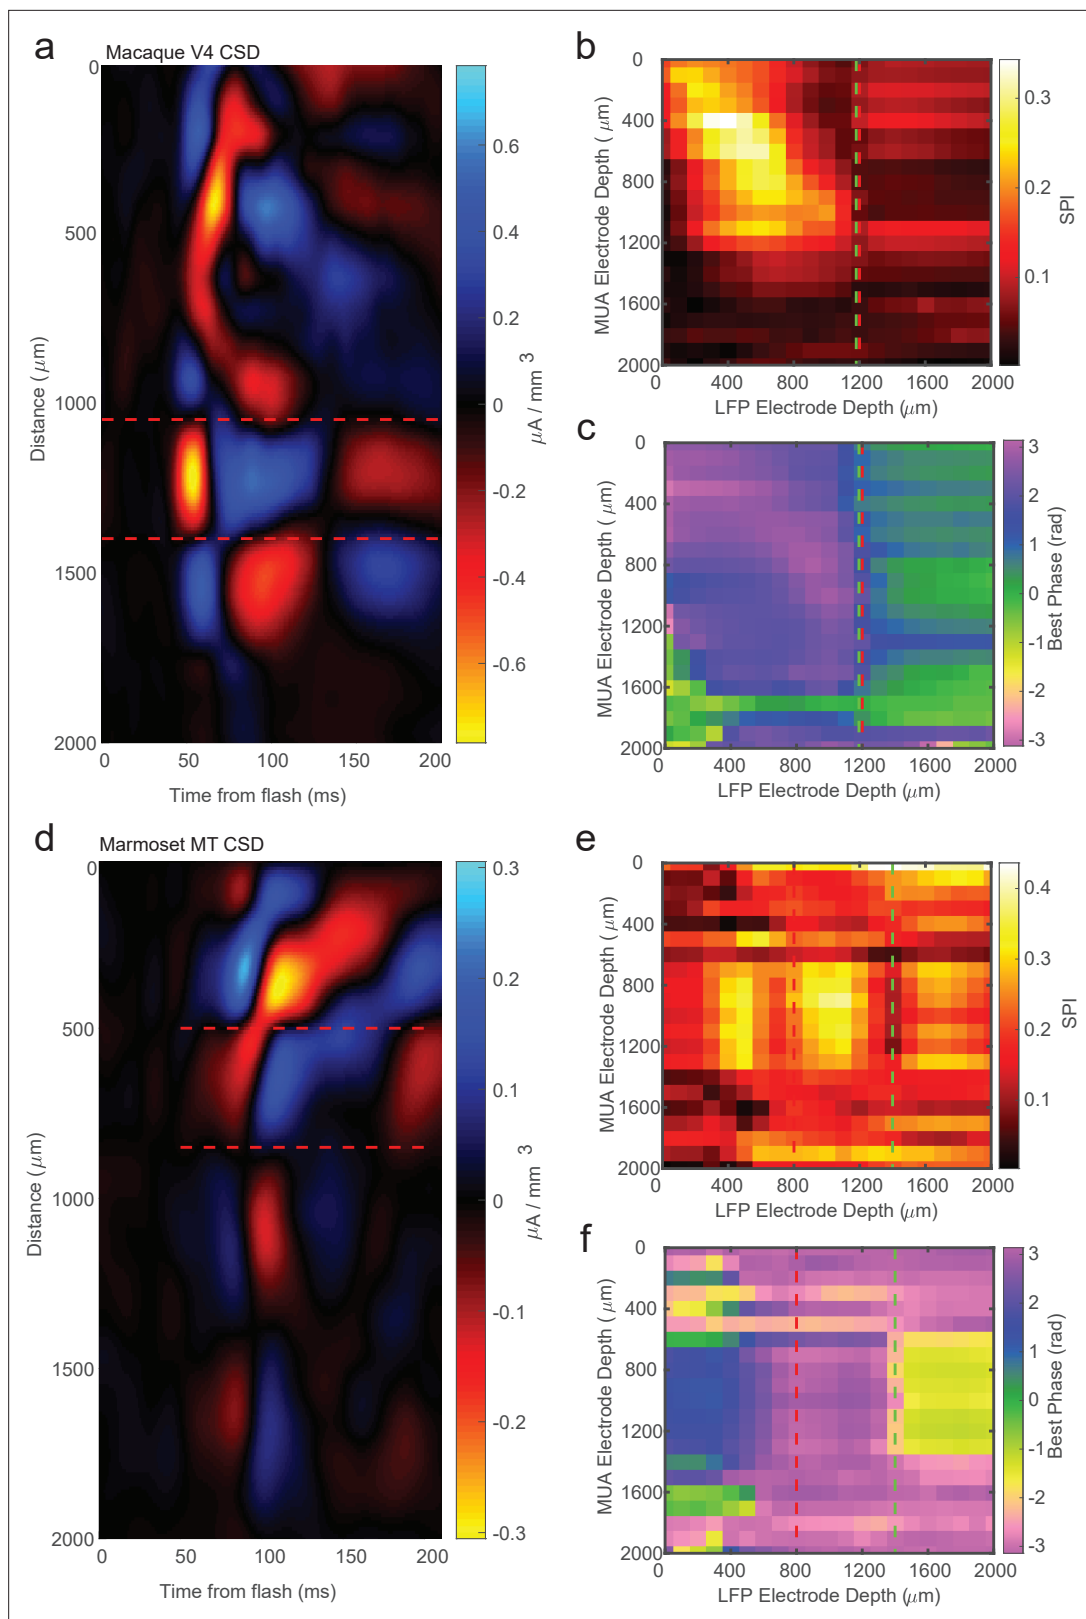 a
Macaque V4 CSD
0
500
1000
1500
2000
Distance (μm)
0 50 100 150 200
Time from flash (ms)
0.6
0.4
0.2
0
-0.2
-0.4
-0.6
μA / mm 3
b
0
400
800
1200
1600
2000
MUA Electrode Depth (μm)
0 400 800 1200 1600 2000
LFP Electrode Depth (μm)
0.3
0.2
0.1
SPI
c
0
400
800
1200
1600
2000
MUA Electrode Depth (μm)
0 800 1200 2000
LFP Electrode Depth (μm)
3
2
1
0
-1
-2
-3
Best Phase (rad)
d
Marmoset MT CSD
0
500
1000
1500
2000
Distance (μm)
0 50 100 150 200
Time from flash (ms)
0.3
0.2
0.1
0
-0.1
-0.2
-0.3
μA / mm 3
e
0
400
800
1200
1600
2000
MUA Electrode Depth (μm)
0 400 800 1200 1600 2000
LFP Electrode Depth (μm)
0.4
0.3
0.2
0.1
SPI
f
0
400
800
1200
1600
2000
MUA Electrode Depth (μm)
0 400 800 1200 1600 2000
LFP Electrode Depth (μm)
3
2
1
0
-1
-2
-3
Best Phase (rad)